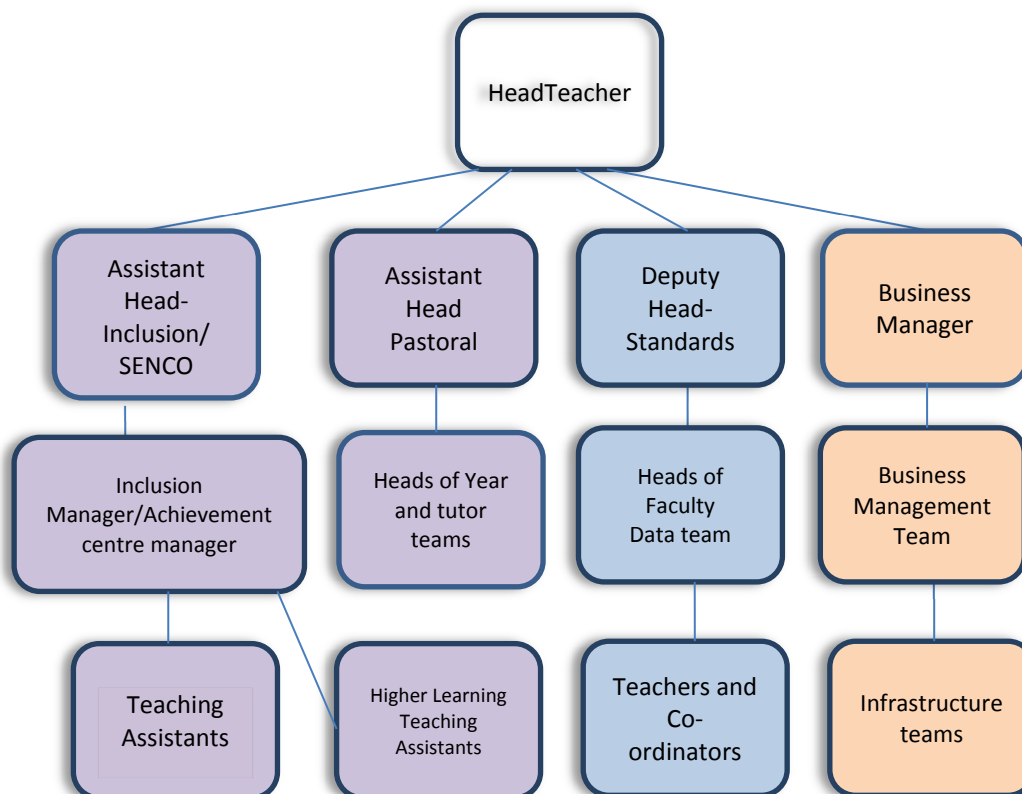 HeadTeacher
Assistant
Head-
Inclusion/
SENCO
Assistant
Head
Pastoral
Deputy
Head-
Standards
Business
Manager
Inclusion
Manager/Achievement
centre manager
Heads of Year
and tutor
teams
Heads of
Faculty
Data team
Business
Management
Team
Teaching
Assistants
Higher Learning
Teaching
Assistants
Teachers and
Co-
ordinators
Infrastructure
teams